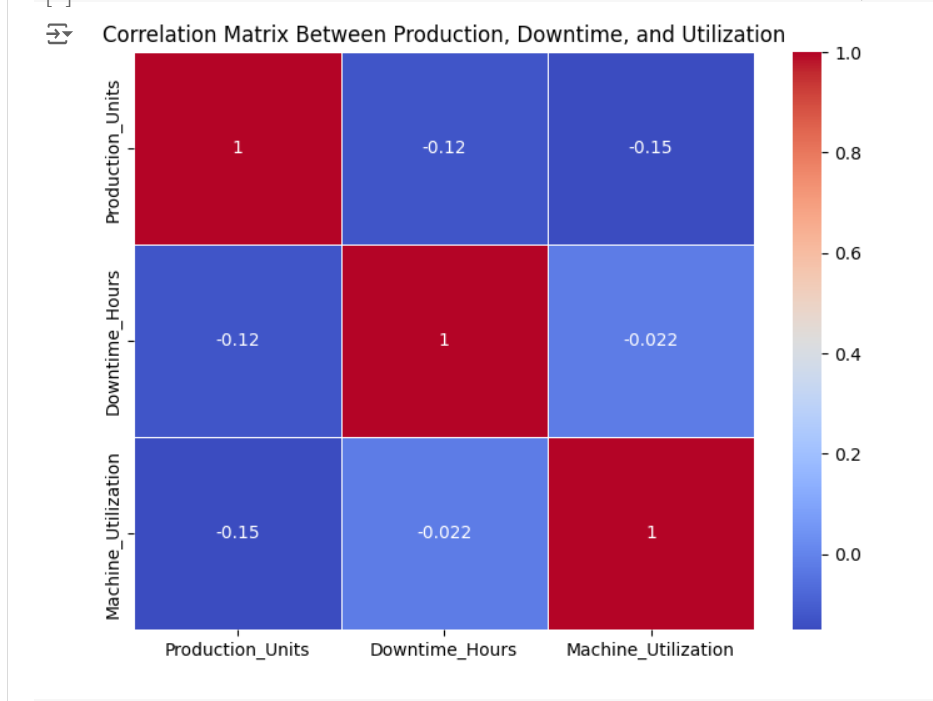 Correlation Matrix Between Production, Downtime, and Utilization
Production_Units
1
-0.12
-0.15
Downtime_Hours
-0.12
1
-0.022
Machine_Utilization
-0.15
-0.022
1
Production_Units
Downtime_Hours
Machine_Utilization
1.0
0.8
0.6
0.4
0.2
0.0